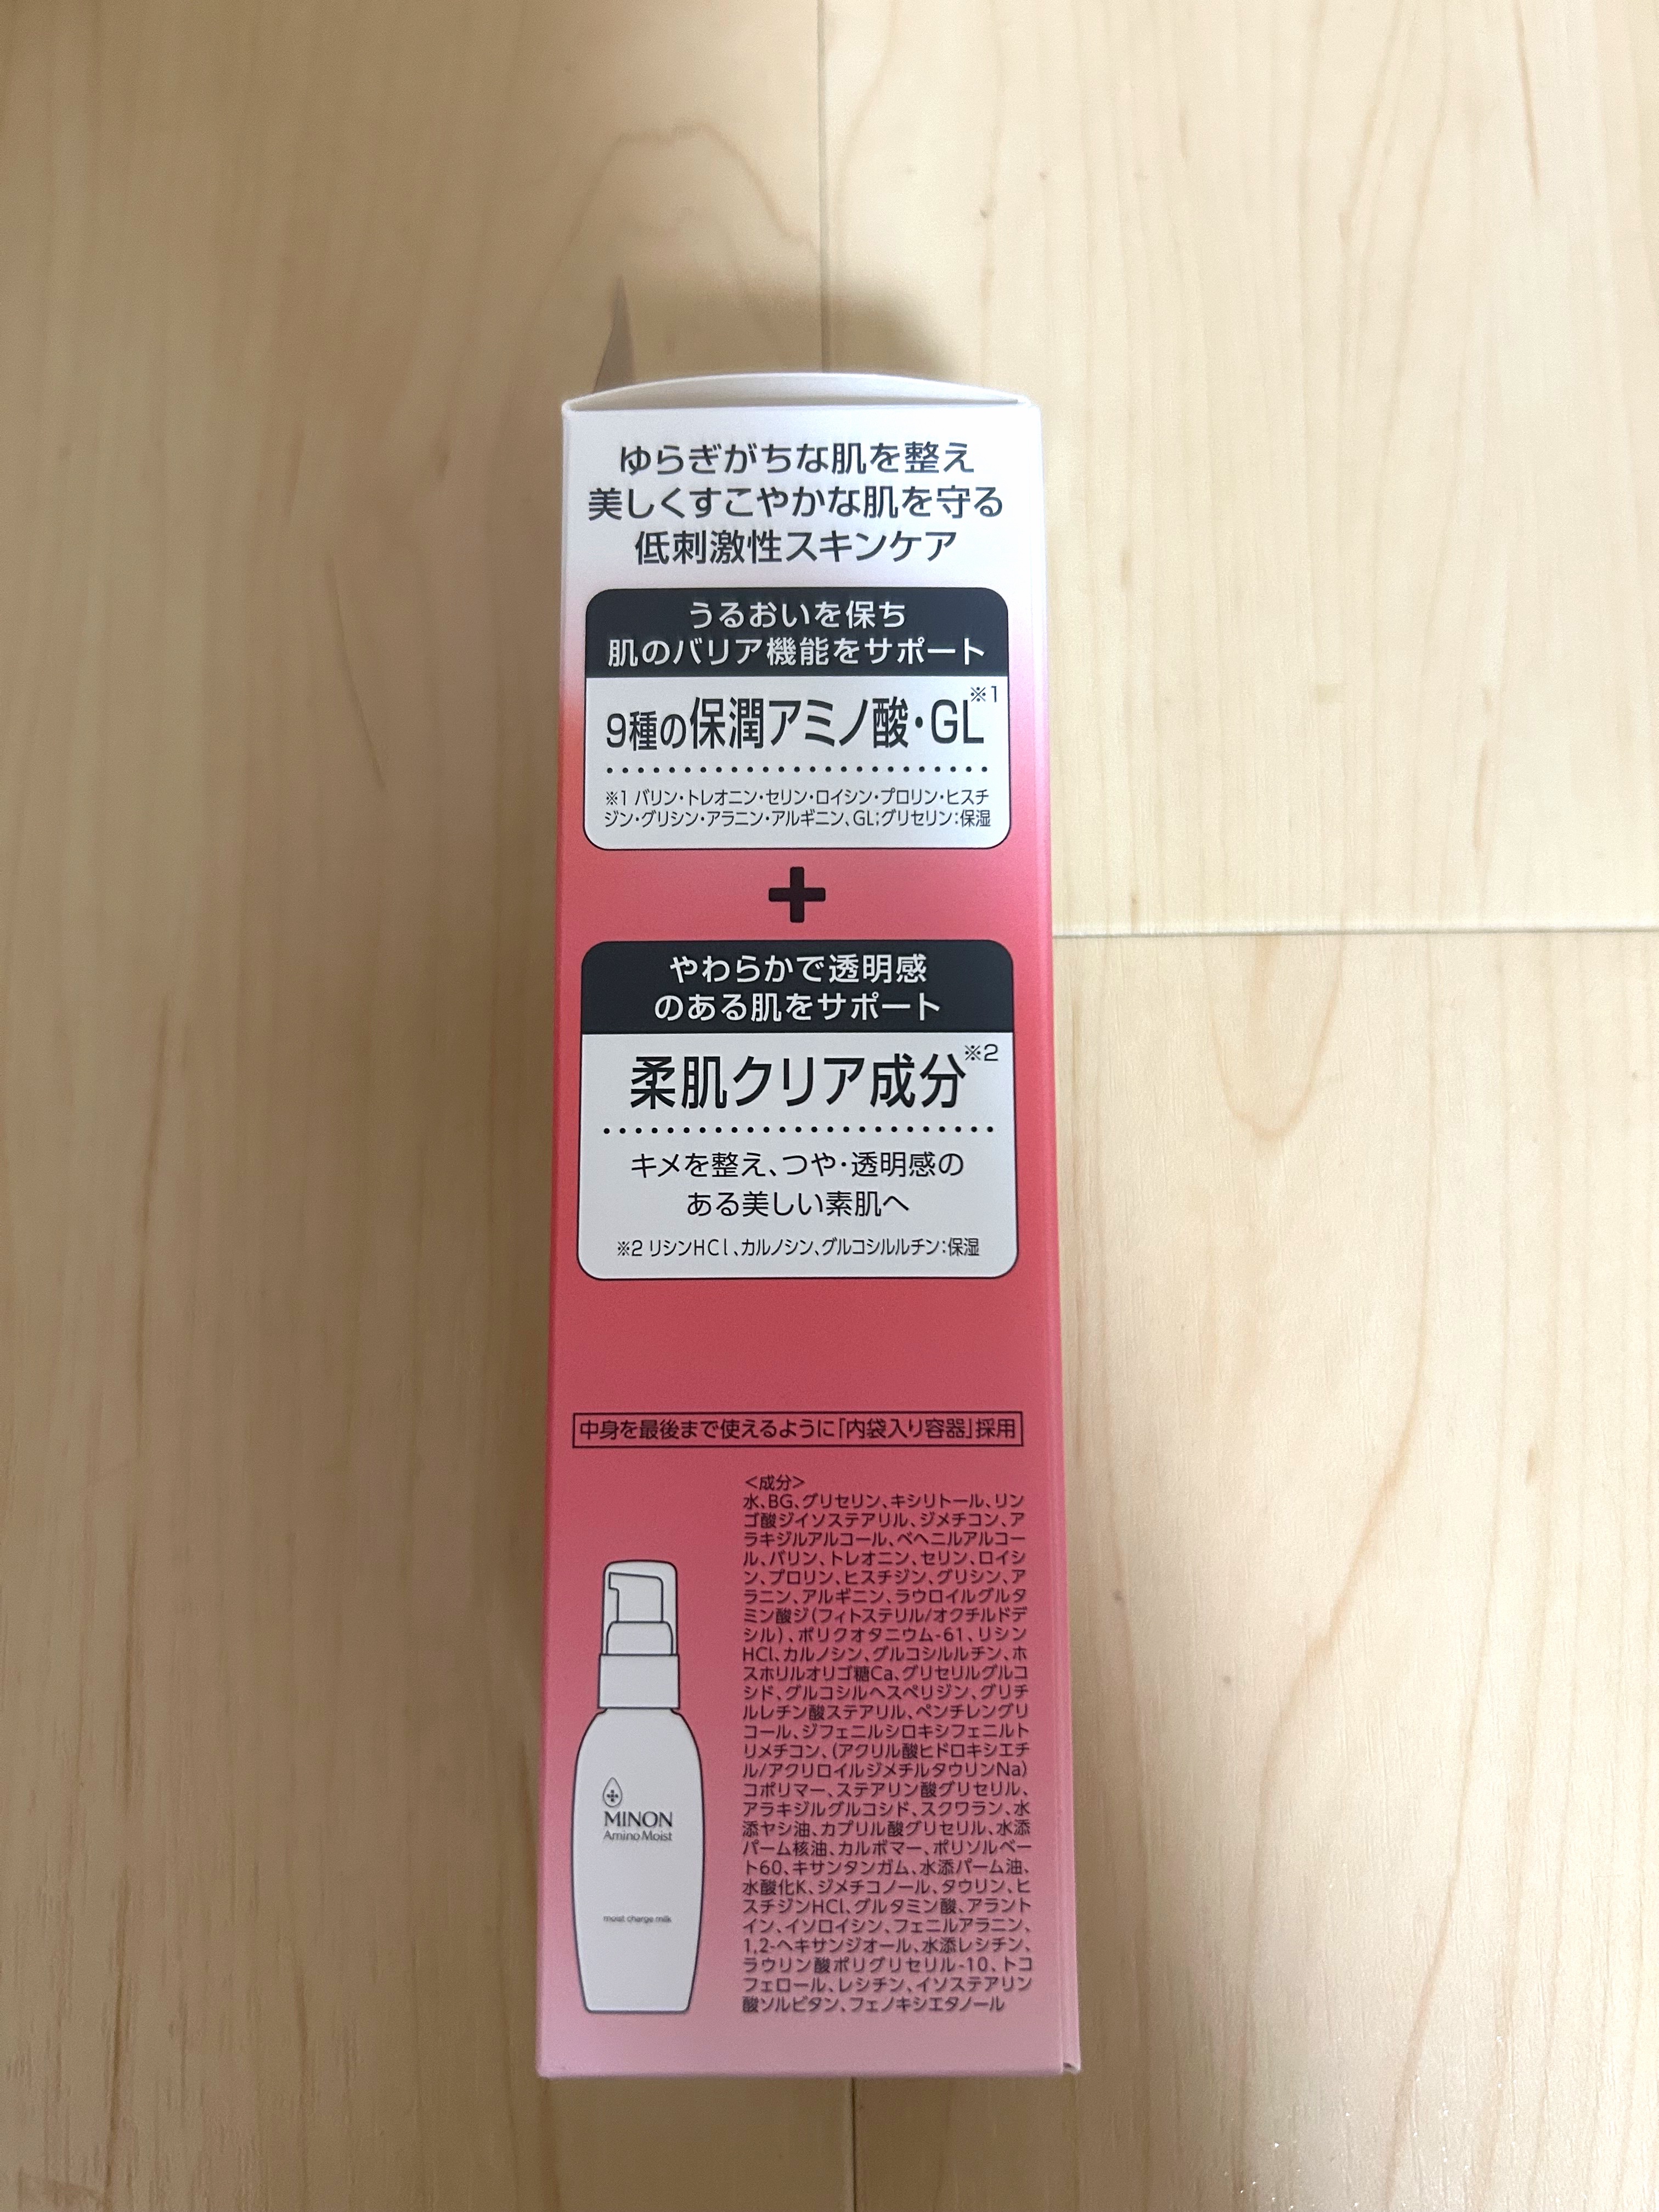 ゆらぎがちな肌を整え
美しくすこやかな肌を守る
低刺激性スキンケア
うるおいを保ち
肌のバリア機能をサポート
9種の保潤アミノ酸・GL※1
※1 バリン・トレオニン・セリン・ロイシン・プロリン・ヒスチ
ジン・グリシン・アラニン・アルギニン、GL;グリセリン:保湿
+
やわらかで透明感
のある肌をサポート
柔肌クリア成分※2
キメを整え、つや・透明感の
ある美しい素肌へ
※2 リシンHCl、カルノシン、グルコシルルチン:保湿
中身を最後まで使えるように「内袋入り容器」採用
<成分>
水、BG、グリセリン、キシリトール、リン
ゴ酸ジイソステアリル、ジメチコン、ア
ラキジルアルコール、ベヘニルアルコー
ル、バリン、トレオニン、セリン、ロイシ
ン、プロリン、ヒスチジン、グリシン、ア
ラニン、アルギニン、ラウロイルグルタ
ミン酸ジ(フィトステリル/オクチルドデ
シル)、ポリクオタニウム-61、リシン
HCl、カルノシン、グルコシルルチン、ホ
スホリルオリゴ糖Ca、グリセリルグルコ
シド、グルコシルヘスペリジン、グリチ
ルレチン酸ステアリル、ペンチレングリ
コール、ジフェニルシロキシフェニルト
リメチコン、(アクリル酸ヒドロキシエチ
ル/アクリロイルジメチルタウリンNa)
コポリマー、ステアリン酸グリセリル、
アラキジルグルコシド、スクワラン、水
添ヤシ油、カプリル酸グリセリル、水添
パーム核油、カルボマー、ポリソルベー
ト60、キサンタンガム、水添パーム油、
水酸化K、ジメチコノール、タウリン、ヒ
スチジンHCl、グルタミン酸、アラント
イン、イソロイシン、フェニルアラニン、
1,2-ヘキサンジオール、水添レシチン、
ラウリン酸ポリグリセリル-10、トコ
フェロール、レシチン、イソステアリン
酸ソルビタン、フェノキシエタノール
MINON
Amino Moist
moist charge milk